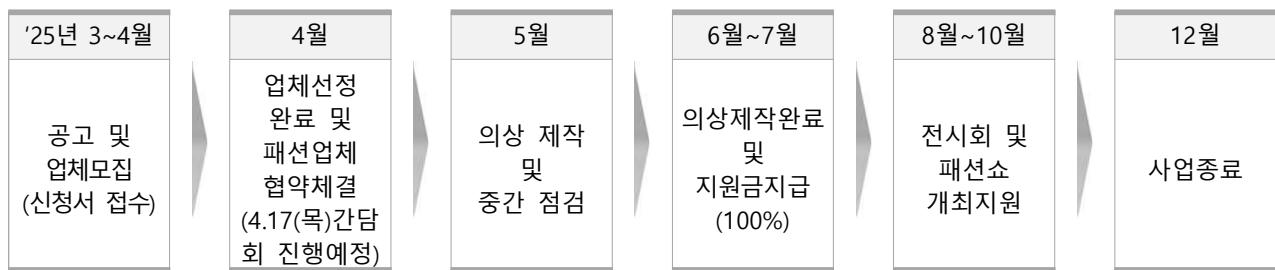 '25년 3~4월
공고 및
업체모집
(신청서 접수)
4월
업체선정
완료 및
패션업체
협약체결
(4.17(목)간담
회 진행예정)
5월
의상 제작
및
중간 점검
6월~7월
의상제작완료
및
지원금지급
(100%)
8월~10월
전시회 및
패션쇼
개최지원
12월
사업종료